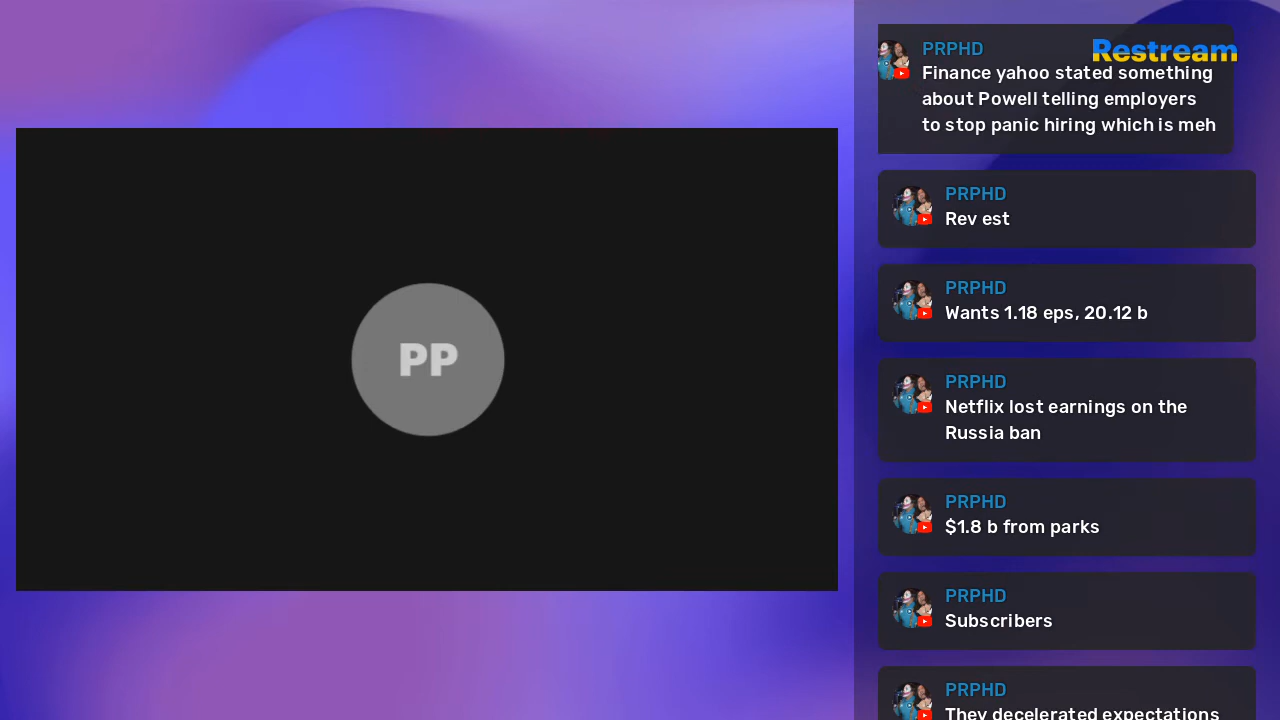 PP
PRPHD
Restream
Finance yahoo stated something
about Powell telling employers
to stop panic hiring which is meh
PRPHD
Rev est
PRPHD
Wants 1.18 eps, 20.12 b
PRPHD
Netflix lost earnings on the
Russia ban
PRPHD
$1.8 b from parks
PRPHD
Subscribers
PRPHD
They decelerated expectations